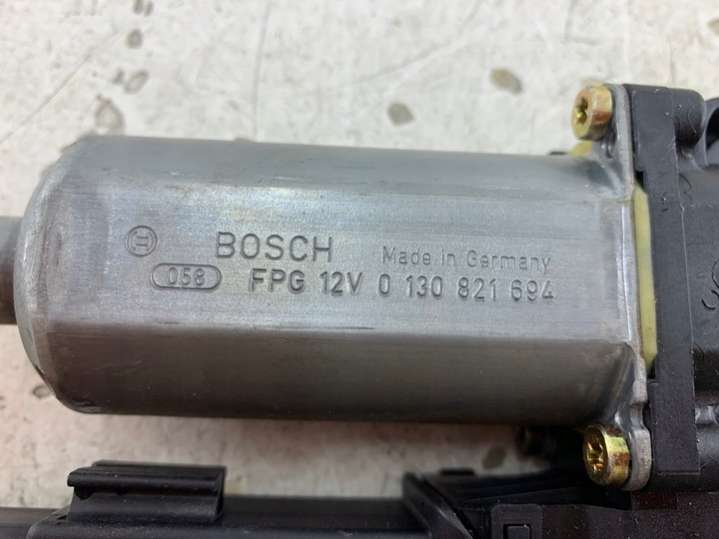 BOSCH Made in Germany
058 FPG 12V 0 130 821 694